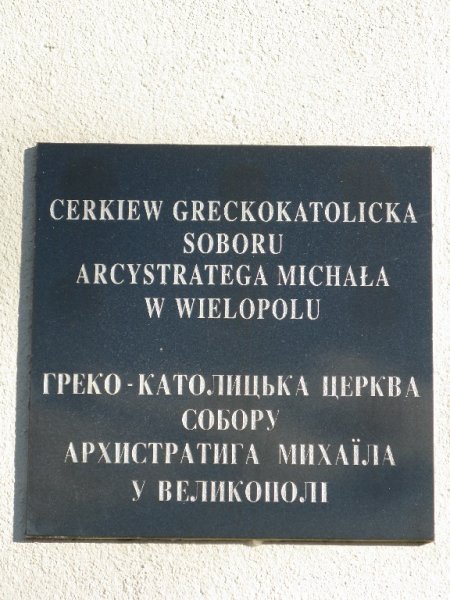 CERKIEW GRECKOKATOLICKA
SOBORU
ARCYSTRATEGA MICHAŁA
W WIELOPOLU
ГРЕКО - КАТОЛИЦЬКА ЦЕРКВА
СОБОРУ
АРХИСТРАТИГА МИХАЇЛА
У ВЕЛИКОПОЛІ